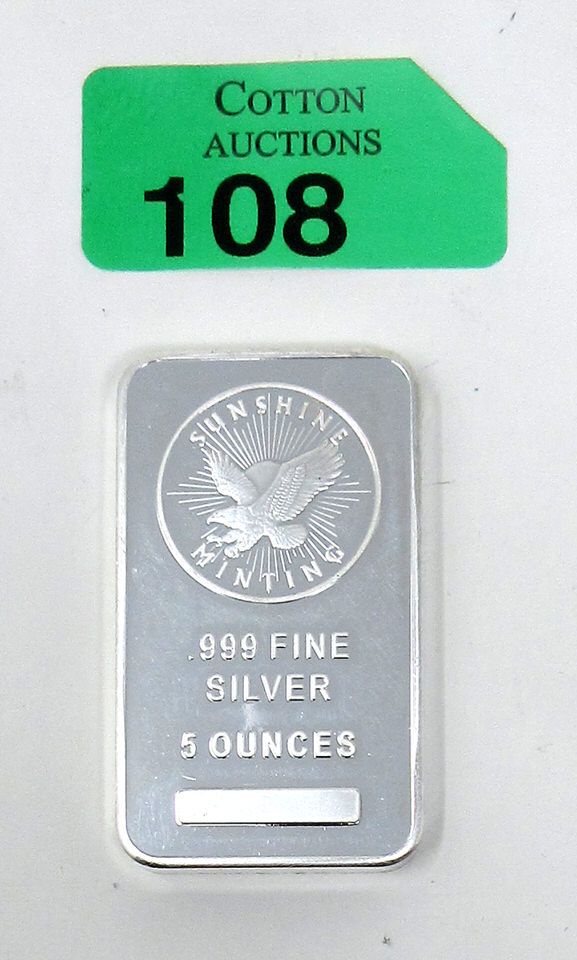 COTTON
AUCTIONS
108
SUNSHINE
MINTING
.999 FINE
SILVER
5 OUNCES